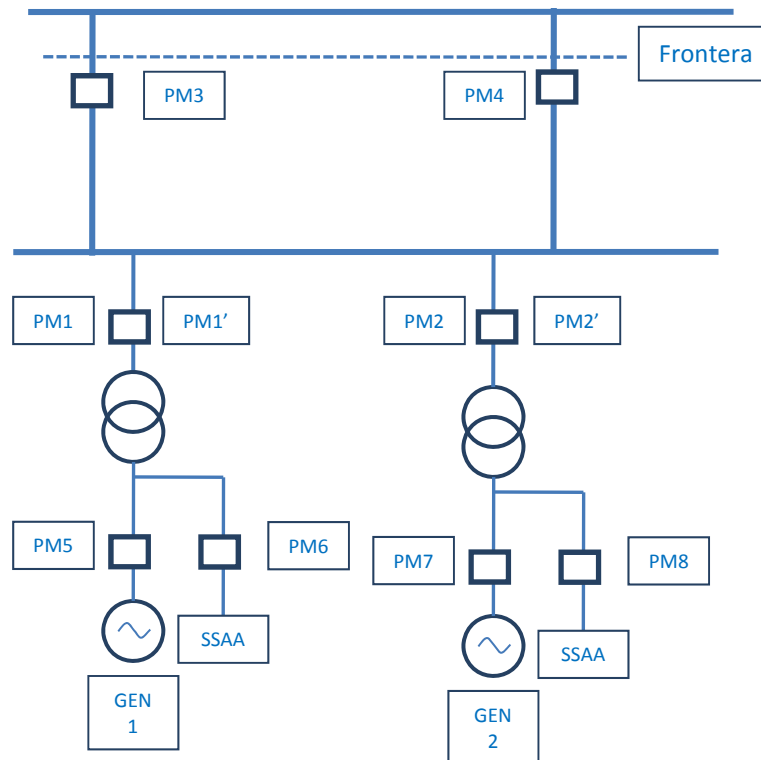 Frontera
PM3
PM4
PM1
PM1’
PM2
PM2’
PM5
PM6
PM7
PM8
SSAA
SSAA
GEN
1
GEN
2